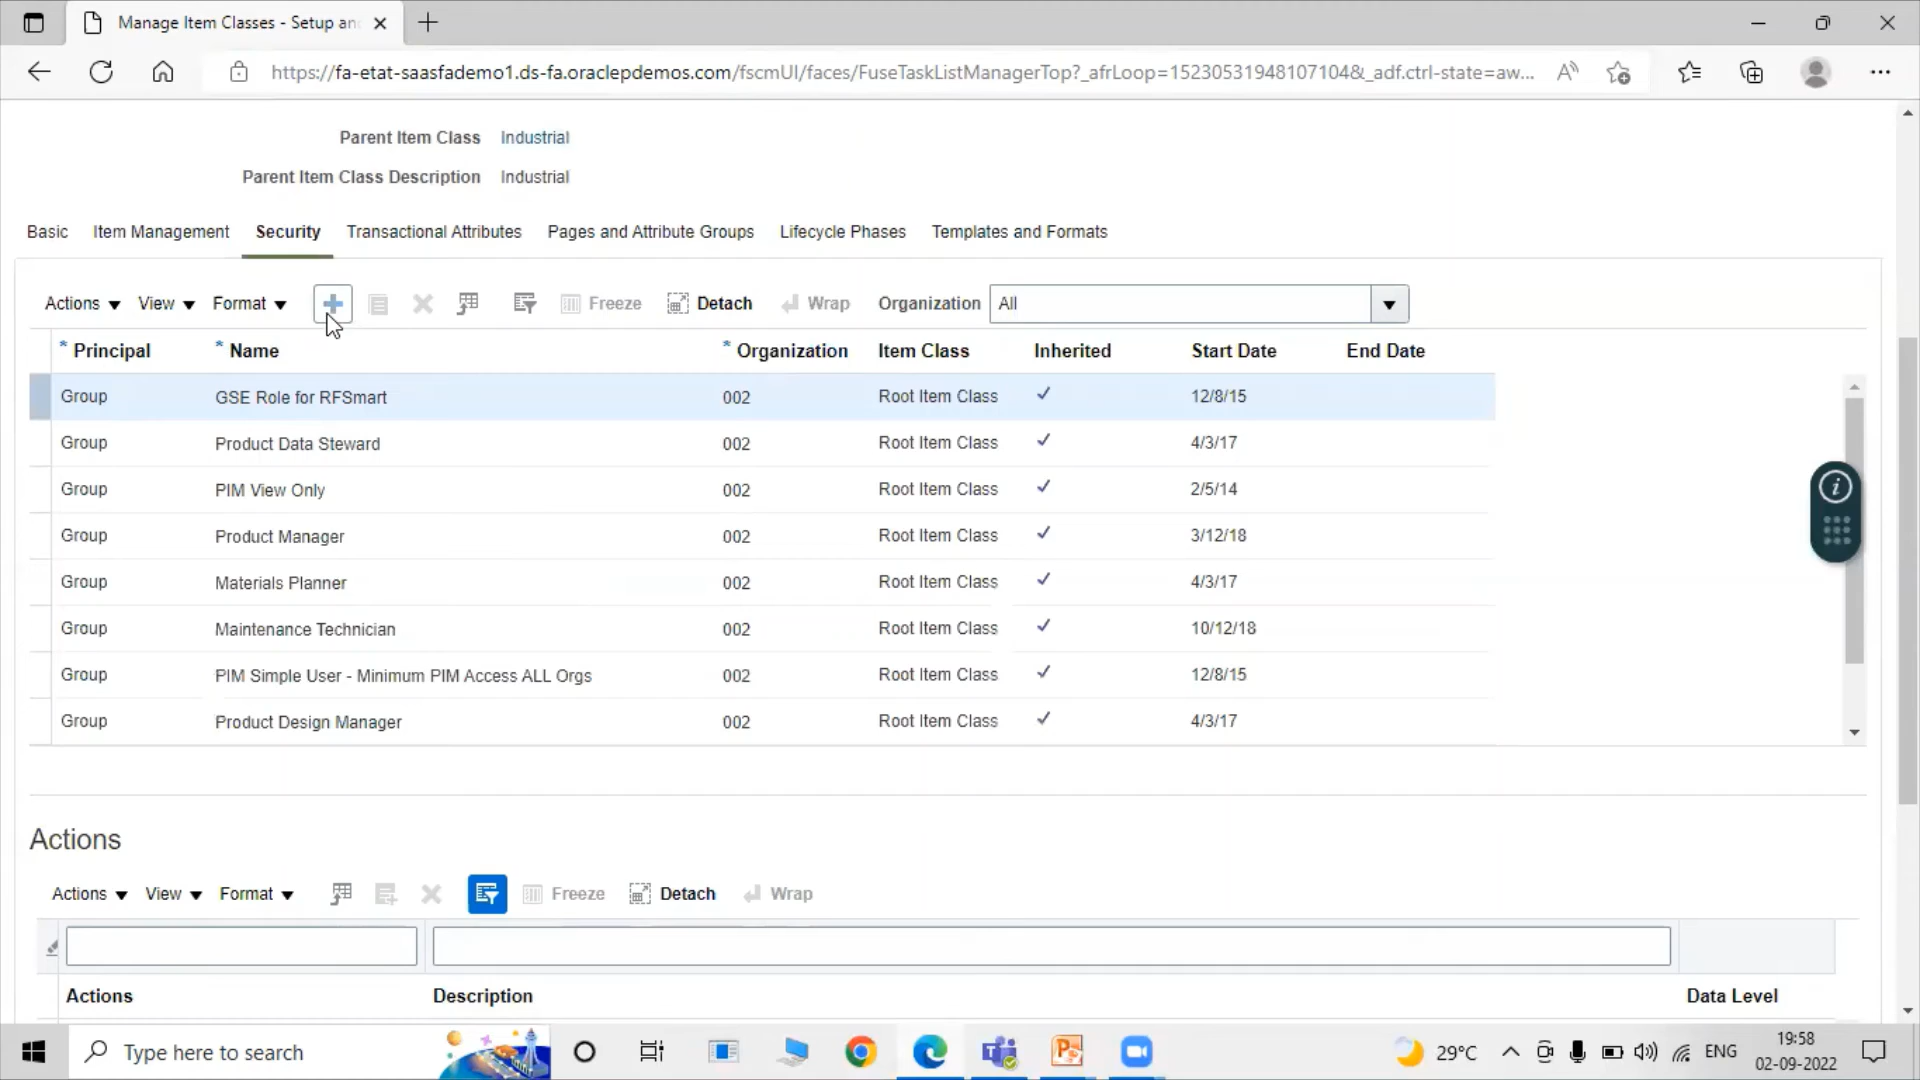 Manage Item Classes - Setup an
https://fa-etat-saasfademo1.ds-fa.oraclepdemos.com/fscmUI/faces/FuseTaskListManagerTop?_afrLoop=15230531948107104&_adf.ctrl-state=aw...
Parent Item Class Industrial
Parent Item Class Description Industrial
Basic Item Management Security Transactional Attributes Pages and Attribute Groups Lifecycle Phases Templates and Formats
Actions View Format Freeze Detach Wrap Organization All
* Principal * Name * Organization Item Class Inherited Start Date End Date
Group GSE Role for RFSmart 002 Root Item Class 12/8/15
Group Product Data Steward 002 Root Item Class 4/3/17
Group PIM View Only 002 Root Item Class 2/5/14
Group Product Manager 002 Root Item Class 3/12/18
Group Materials Planner 002 Root Item Class 4/3/17
Group Maintenance Technician 002 Root Item Class 10/12/18
Group PIM Simple User - Minimum PIM Access ALL Orgs 002 Root Item Class 12/8/15
Group Product Design Manager 002 Root Item Class 4/3/17
Actions
Actions View Format Freeze Detach Wrap
Actions Description Data Level
Type here to search 29°C ENG 19:58
02-09-2022